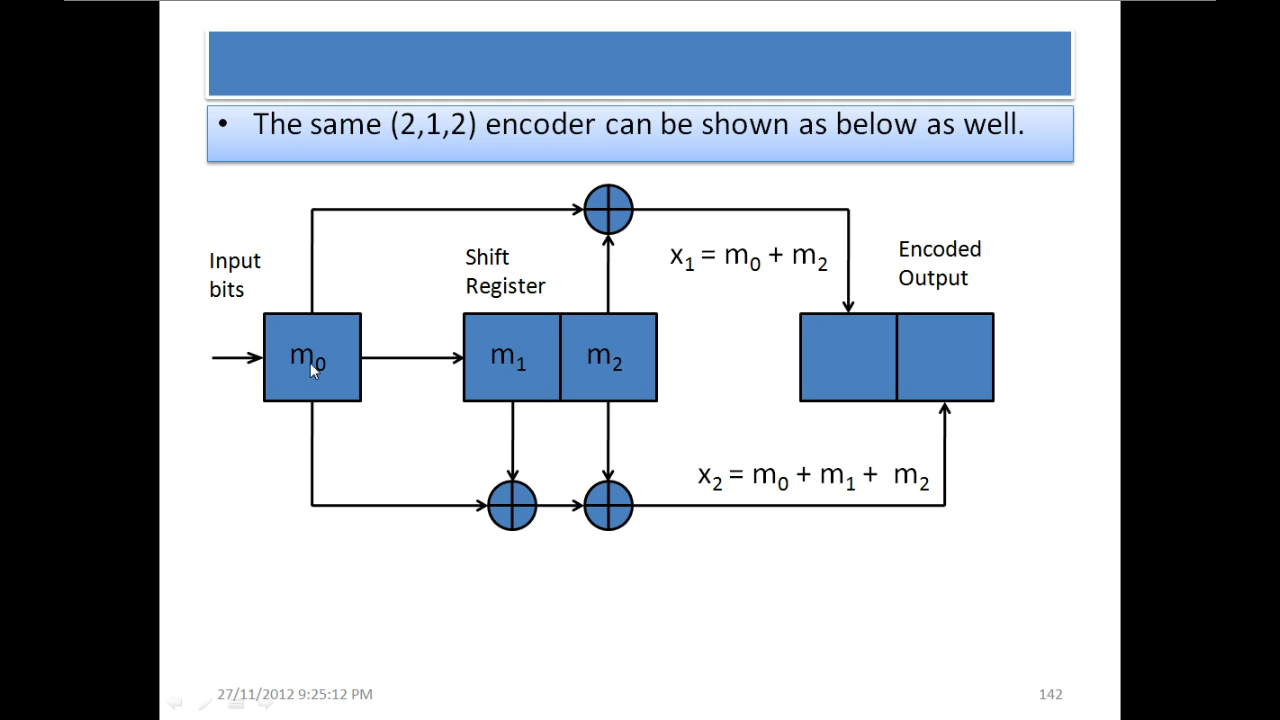 • The same (2,1,2) encoder can be shown as below as well.
Input
bits
Shift
Register
x₁ = m₀ + m₂
Encoded
Output
m₀
m₁
m₂
x₂ = m₀ + m₁ + m₂
27/11/2012 9:25:12 PM
142